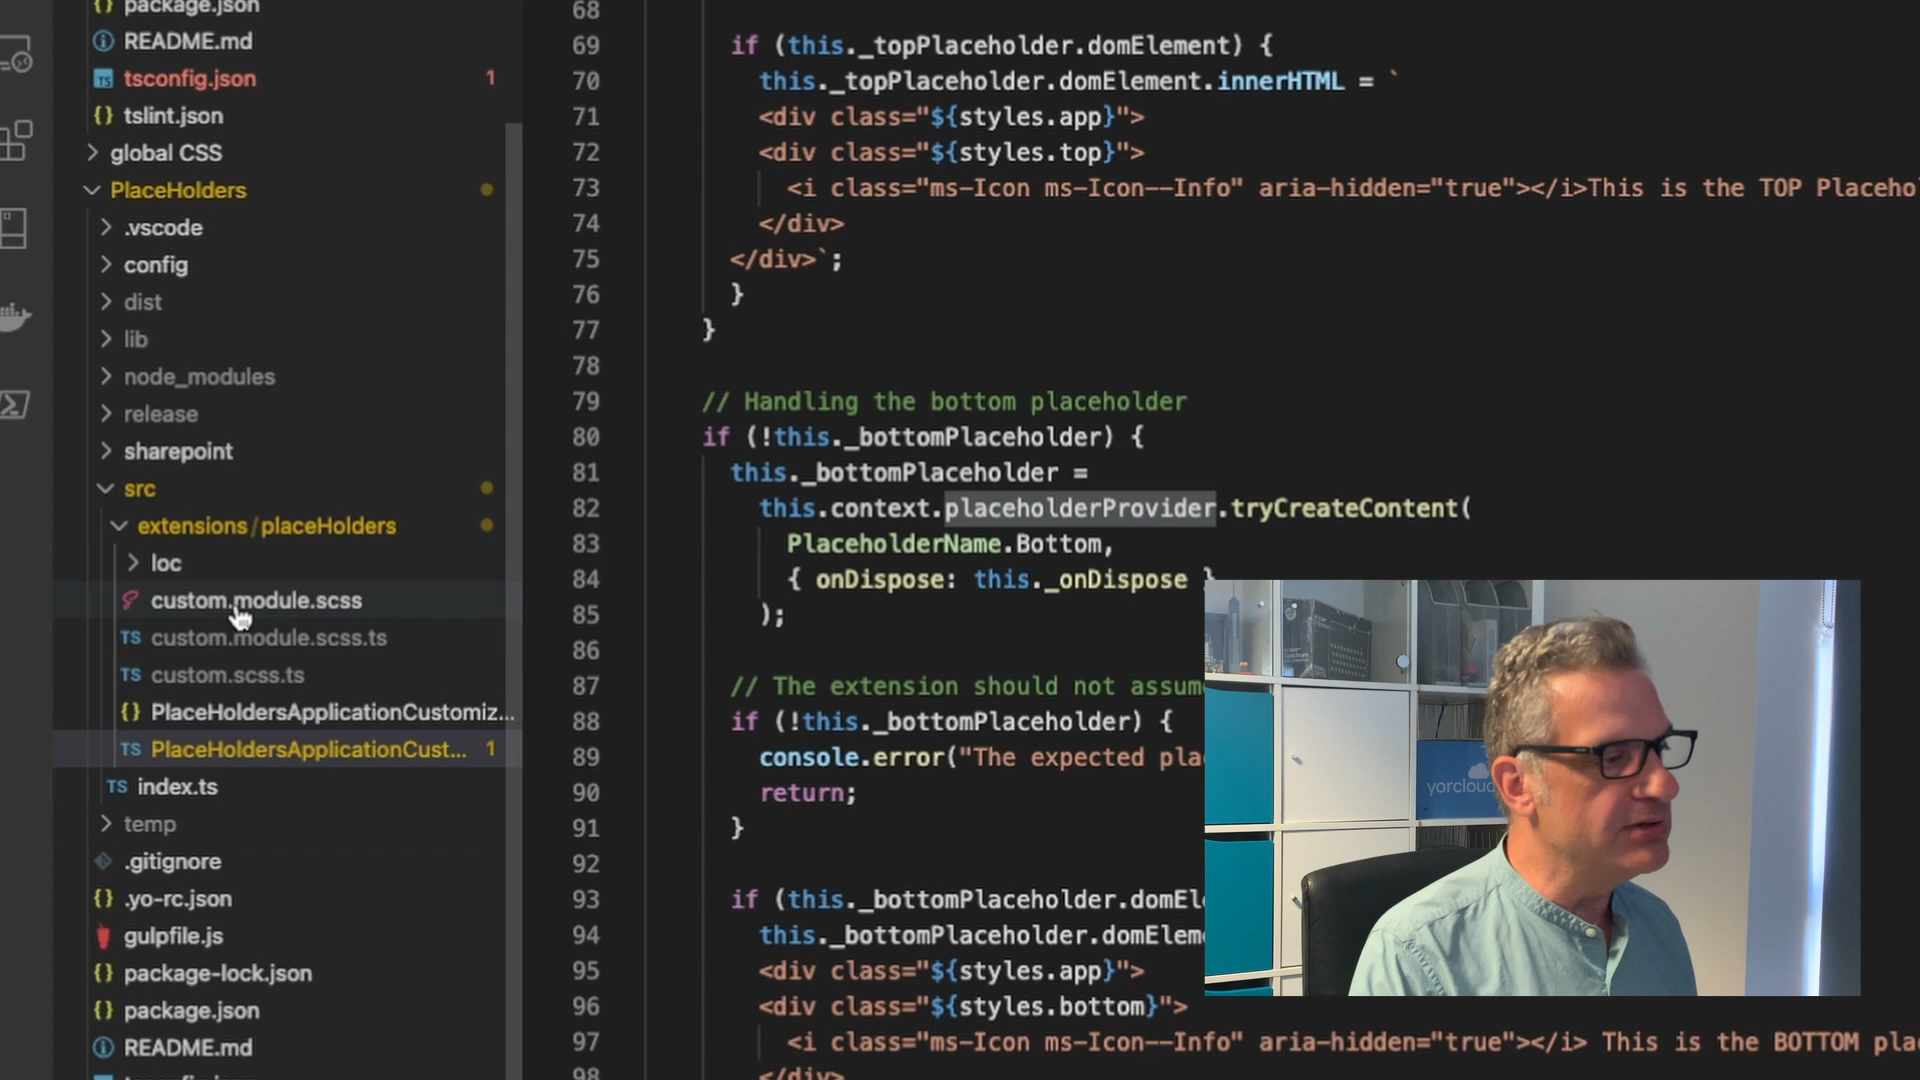 package.json
README.md
tsconfig.json 1
tslint.json
global CSS
PlaceHolders
.vscode
config
dist
lib
node_modules
release
sharepoint
src
extensions/placeHolders
loc
custom.module.scss
TS custom.module.scss.ts
TS custom.scss.ts
{} PlaceHoldersApplicationCustomiz...
TS PlaceHoldersApplicationCust... 1
TS index.ts
temp
.gitignore
{} .yo-rc.json
gulpfile.js
{} package-lock.json
{} package.json
README.md
68
69 if (this._topPlaceholder.domElement) {
70 this._topPlaceholder.domElement.innerHTML = `
71 <div class="${styles.app}">
72 <div class="${styles.top}">
73 <i class="ms-Icon ms-Icon--Info" aria-hidden="true"></i>This is the TOP Placeho
74 </div>
75 </div>`;
76 }
77 }
78
79 // Handling the bottom placeholder
80 if (!this._bottomPlaceholder) {
81 this._bottomPlaceholder =
82 this.context.placeholderProvider.tryCreateContent(
83 PlaceholderName.Bottom,
84 { onDispose: this._onDispose }
85 );
86
87 // The extension should not assum
88 if (!this._bottomPlaceholder) {
89 console.error("The expected pla
90 return;
91 }
92
93 if (this._bottomPlaceholder.domEl
94 this._bottomPlaceholder.domEleme
95 <div class="${styles.app}">
96 <div class="${styles.bottom}">
97 <i class="ms-Icon ms-Icon--Info" aria-hidden="true"></i> This is the BOTTOM pla
98 </div>
yorcloud